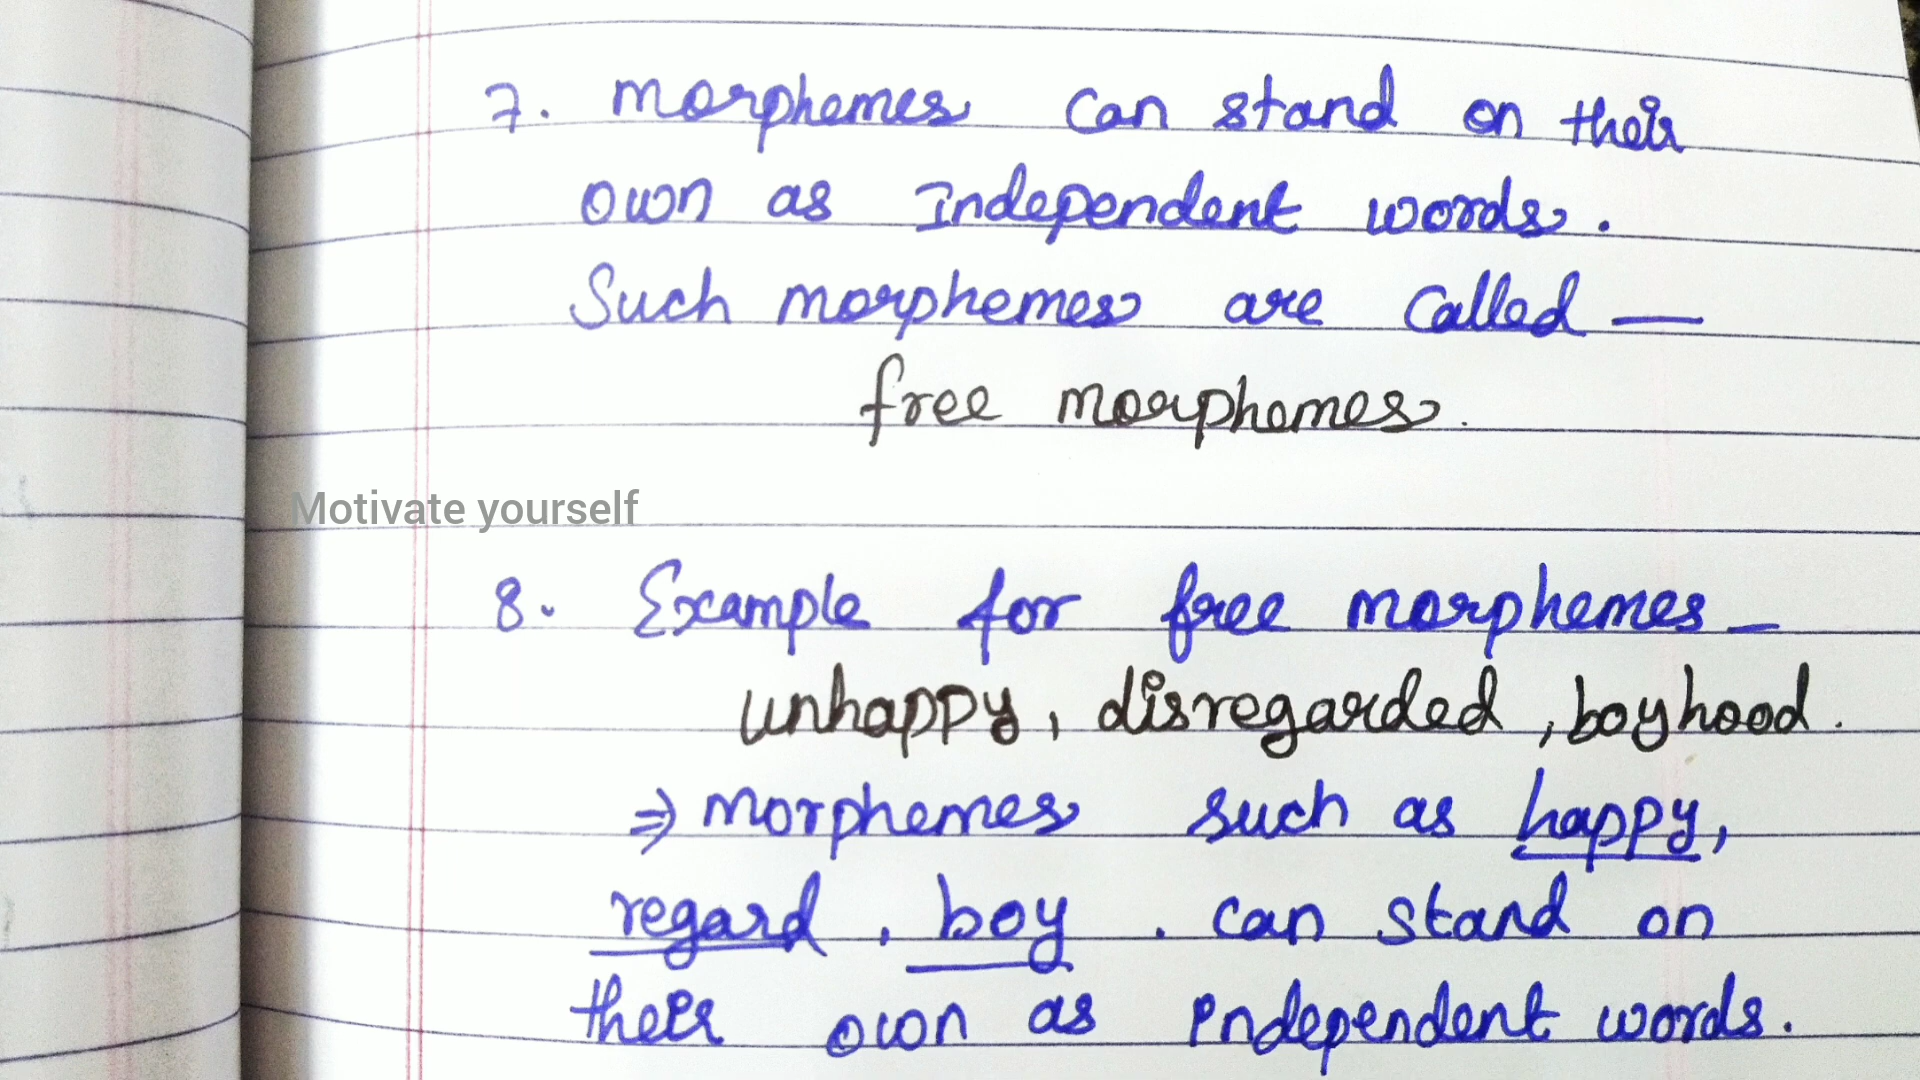 7. Morphemes can stand on their
own as Independent words.
Such morphemes are called —
free morphemes.
Motivate yourself
8. Example for free morphemes –
unhappy, disregarded, boyhood.
⇒ morphemes such as happy,
regard, boy. can stand on
their own as independent words.